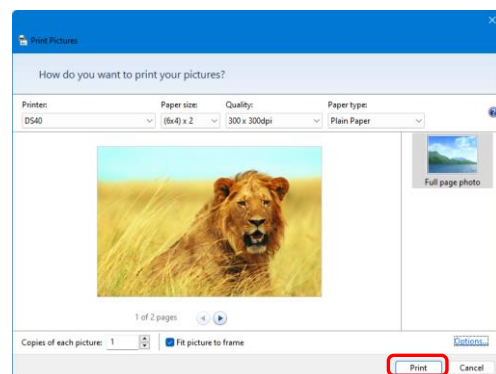 Print Pictures
How do you want to print your pictures?
Printer: Paper size: Quality: Paper type:
DS40 (6x4) x 2 300 x 300dpi Plain Paper
Full page photo
1 of 2 pages
Copies of each picture: 1 Fit picture to frame Options...
Print Cancel